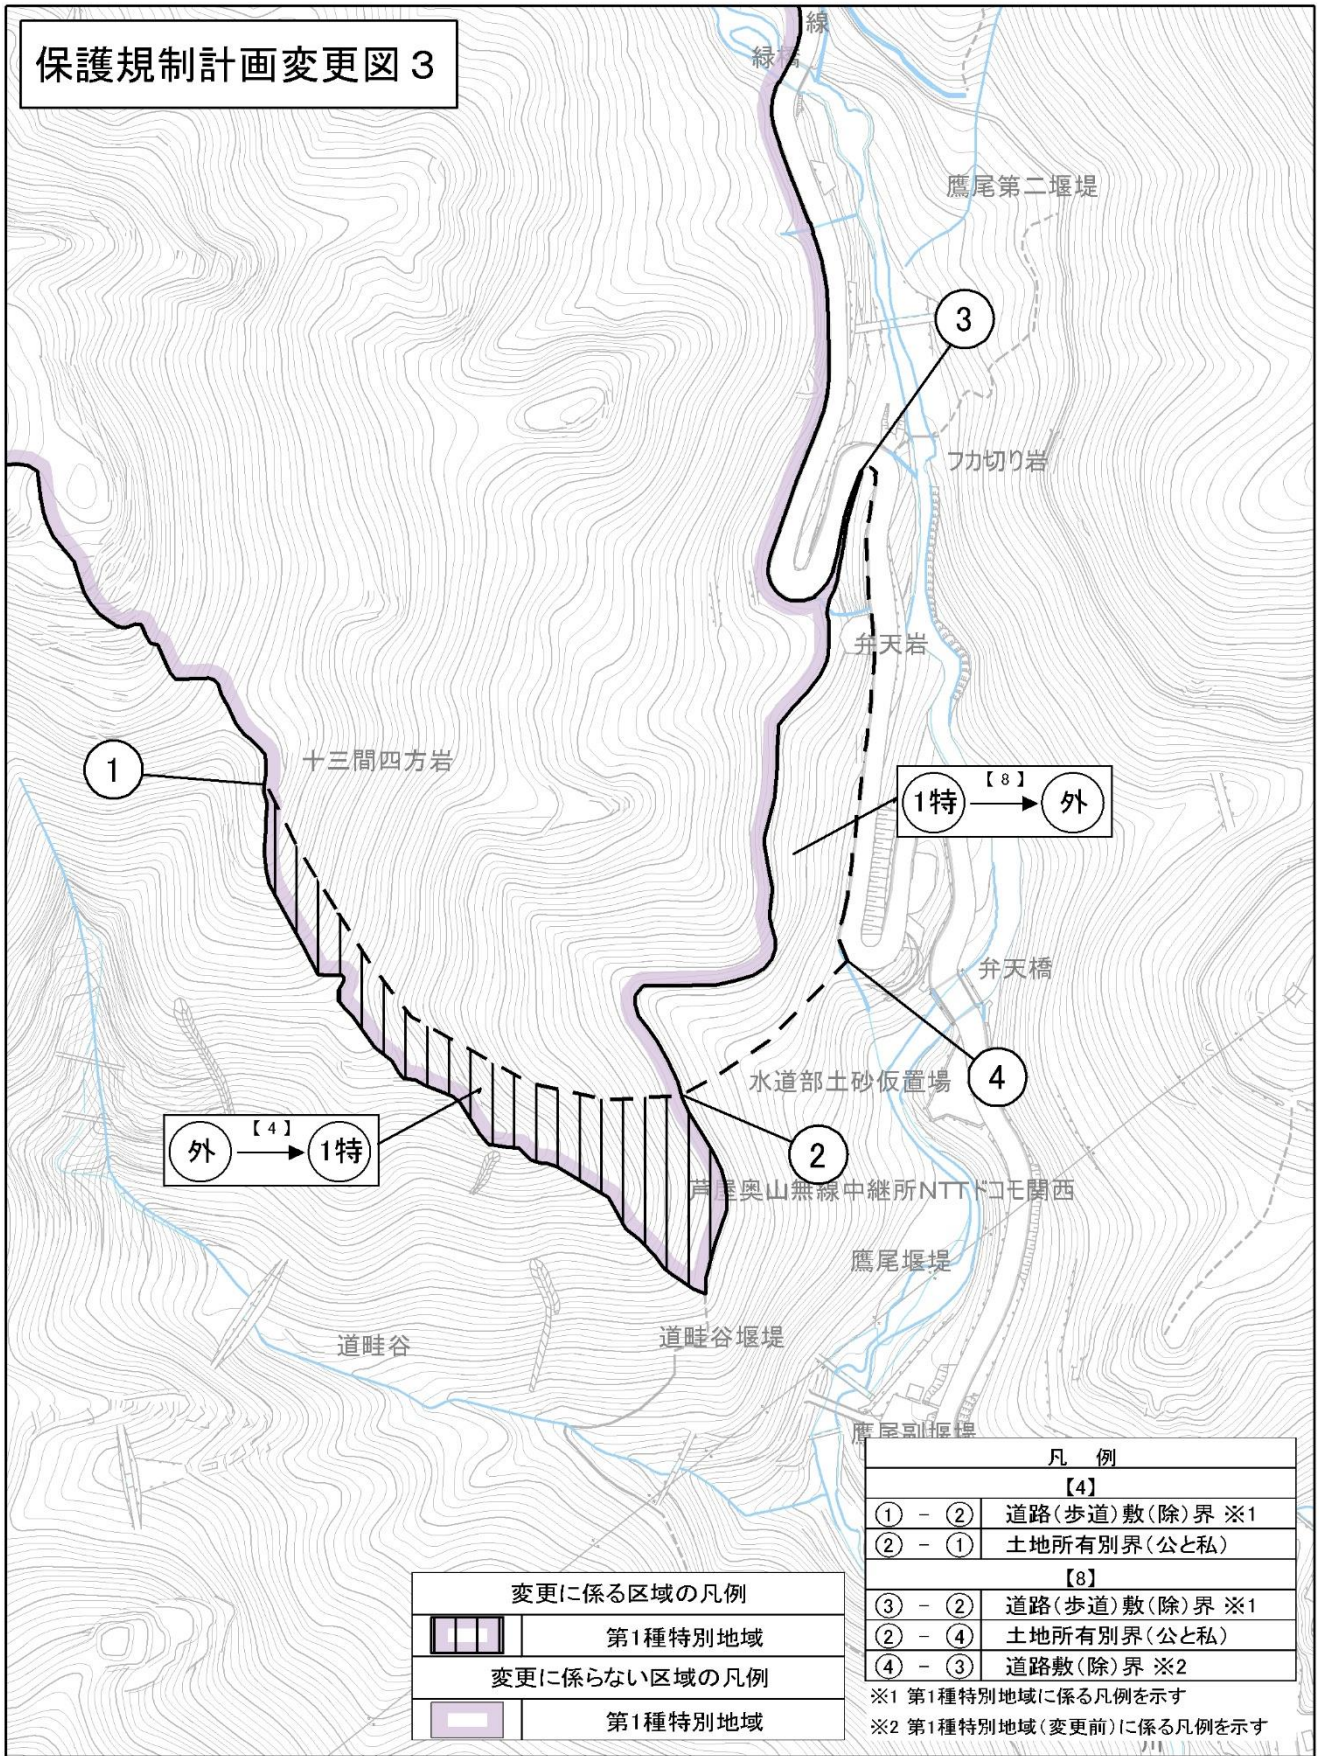 保護規制計画変更図3
線
緑橋
鷹尾第二堰堤
3
フカ切り岩
弁天岩
十三間四方岩
1
【8】
1特 外
弁天橋
水道部土砂仮置場
4
【4】
外 1特
2
芦屋奥山無線中継所NTTドコモ関西
鷹尾堰堤
道畦谷
道畦谷堰堤
鷹尾副堰堤
凡 例
【4】
① - ② 道路(歩道)敷(除)界 ※1
② - ① 土地所有別界(公と私)
【8】
③ - ② 道路(歩道)敷(除)界 ※1
② - ④ 土地所有別界(公と私)
④ - ③ 道路敷(除)界 ※2
※1 第1種特別地域に係る凡例を示す
※2 第1種特別地域(変更前)に係る凡例を示す
変更に係る区域の凡例
第1種特別地域
変更に係らない区域の凡例
第1種特別地域
川